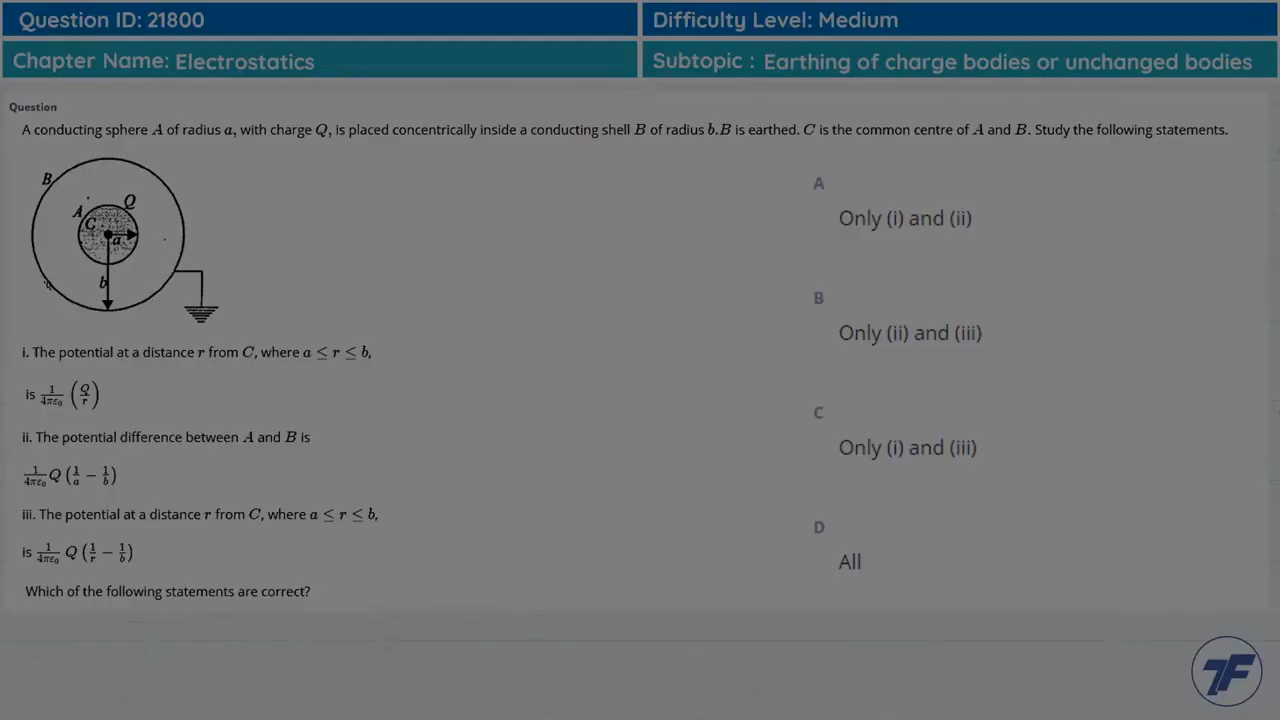 Question ID: 21800
Difficulty Level: Medium
Chapter Name: Electrostatics
Subtopic : Earthing of charge bodies or unchanged bodies
Question
A conducting sphere A of radius a, with charge Q, is placed concentrically inside a conducting shell B of radius b.B is earthed. C is the common centre of A and B. Study the following statements.
B
A
Q
C
a
b
i. The potential at a distance r from C, where a ≤ r ≤ b,
is 1/4πε₀ (Q/r)
ii. The potential difference between A and B is
1/4πε₀ Q (1/a − 1/b)
iii. The potential at a distance r from C, where a ≤ r ≤ b,
is 1/4πε₀ Q (1/r − 1/b)
Which of the following statements are correct?
A
Only (i) and (ii)
B
Only (ii) and (iii)
C
Only (i) and (iii)
D
All
7F